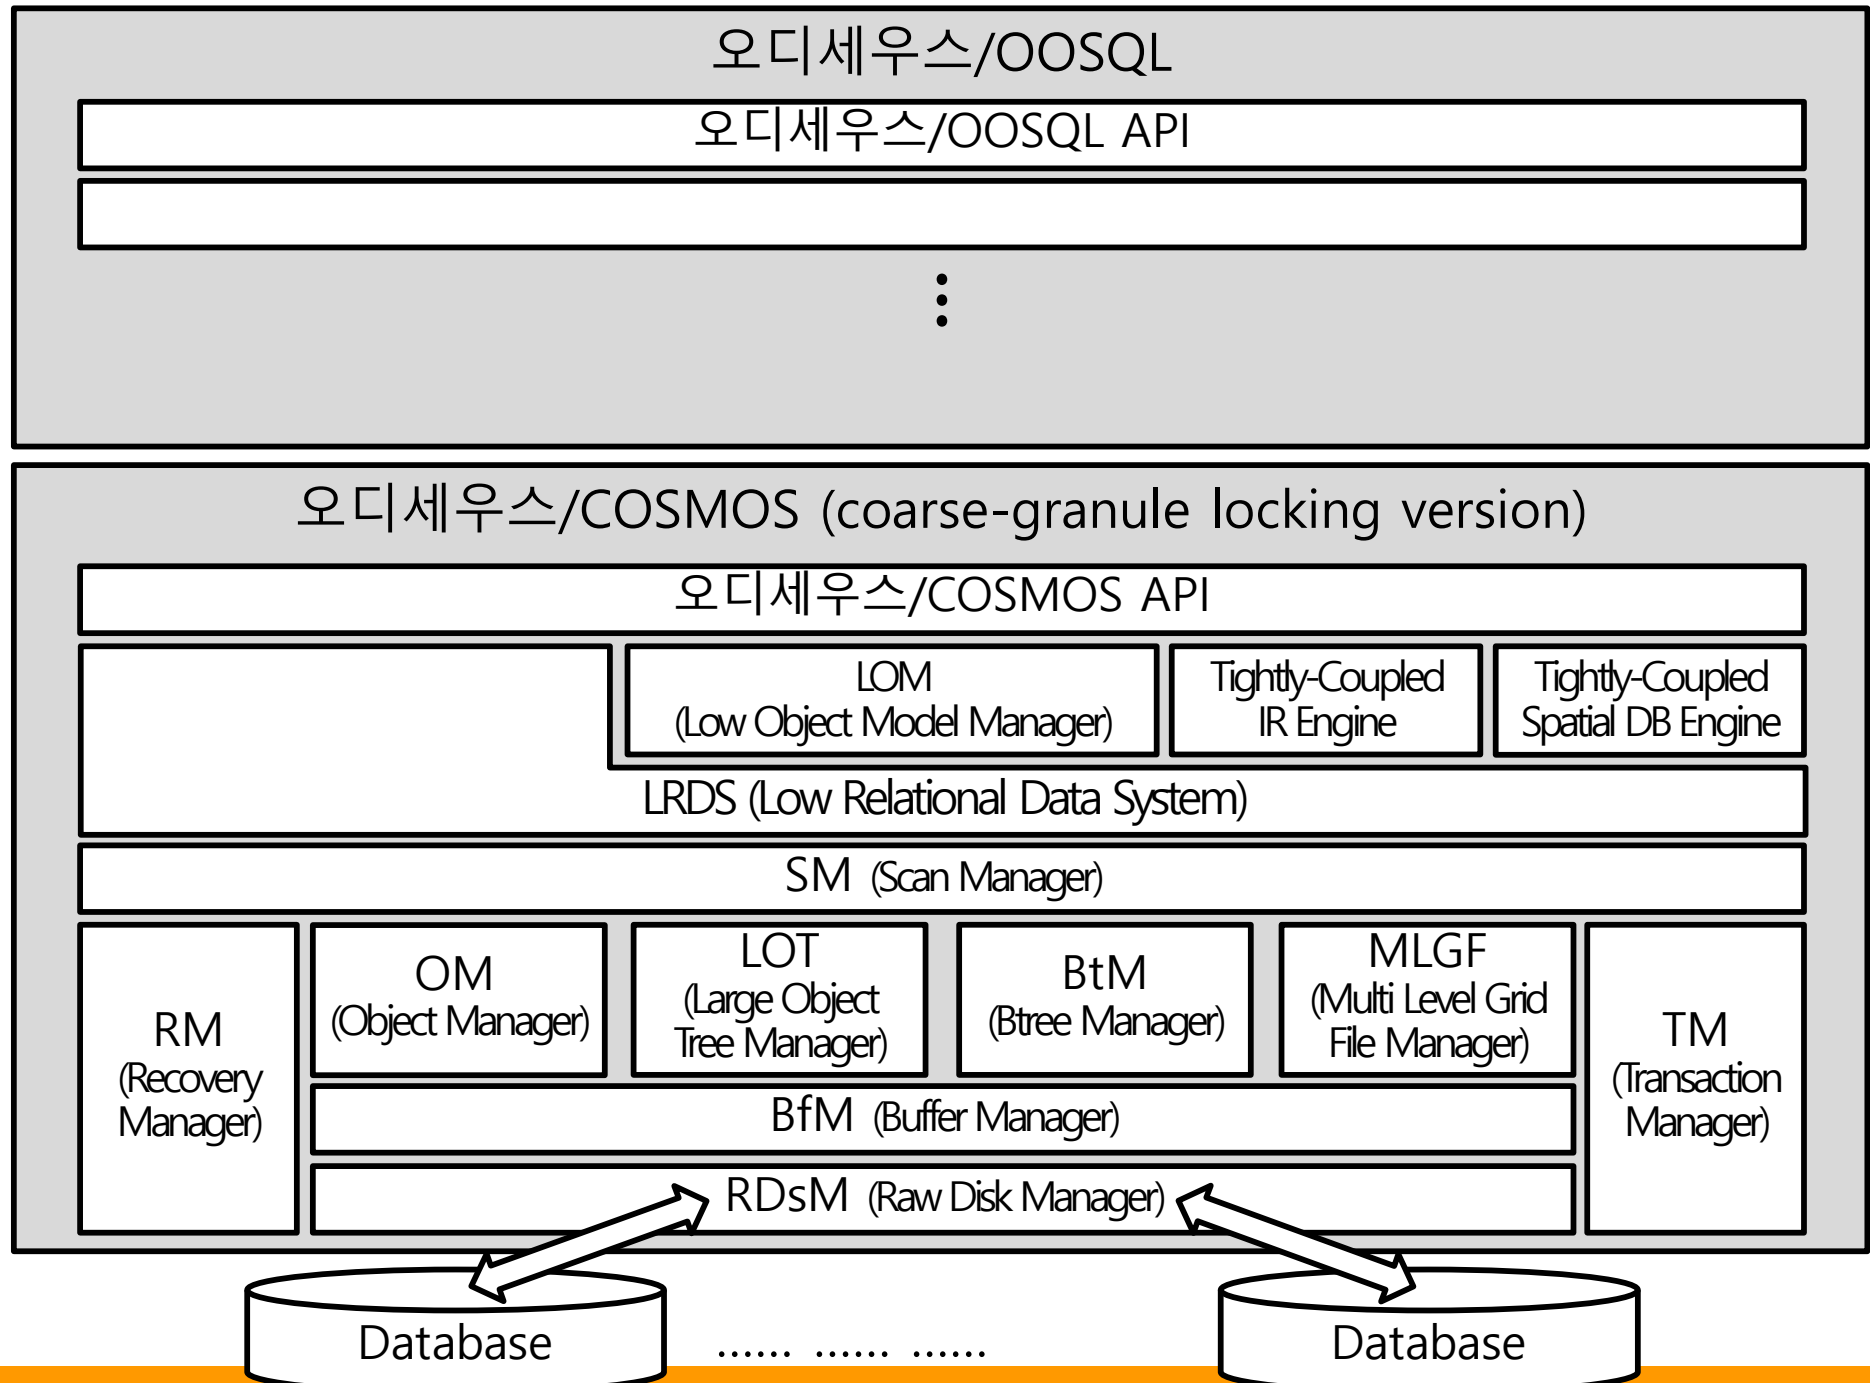 오디세우스/OOSQL
오디세우스/OOSQL API
오디세우스/COSMOS (coarse-granule locking version)
오디세우스/COSMOS API
LOM
(Low Object Model Manager)
Tightly-Coupled
IR Engine
Tightly-Coupled
Spatial DB Engine
LRDS (Low Relational Data System)
SM (Scan Manager)
RM
(Recovery
Manager)
OM
(Object Manager)
LOT
(Large Object
Tree Manager)
BtM
(Btree Manager)
MLGF
(Multi Level Grid
File Manager)
TM
(Transaction
Manager)
BfM (Buffer Manager)
RDsM (Raw Disk Manager)
Database
...... ...... ......
Database